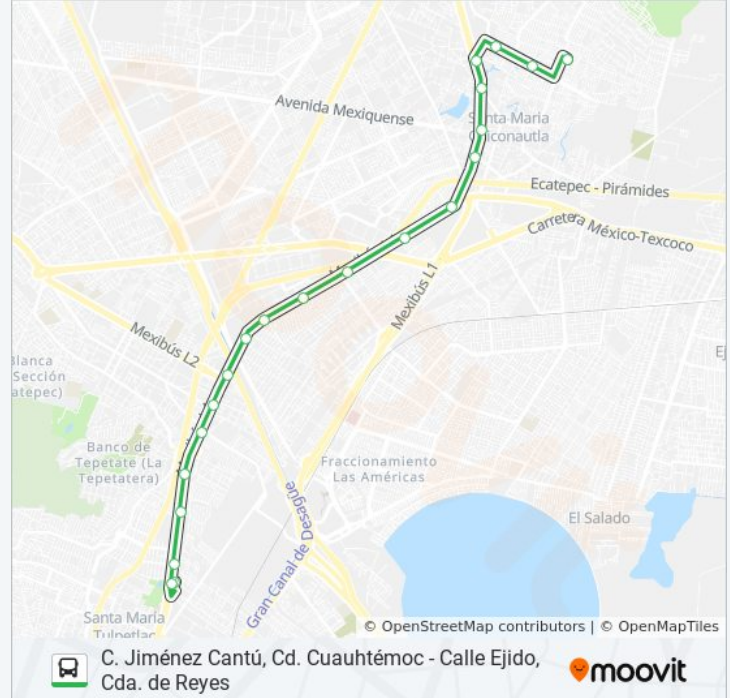 Avenida Mexiquense
Santa Maria
Chiconautla
Ecatepec - Pirámides
Carretera México-Texcoco
Mexibús L1
Mexibús L2
Blanca
Sección
atepec)
Banco de
Tepetate (La
Tepetatera)
Fraccionamiento
Las Américas
El Salado
Gran Canal de Desagüe
Santa María
Tulpetlac
© OpenStreetMap contributors | © OpenMapTiles
C. Jiménez Cantú, Cd. Cuauhtémoc - Calle Ejido,
Cda. de Reyes
moovit